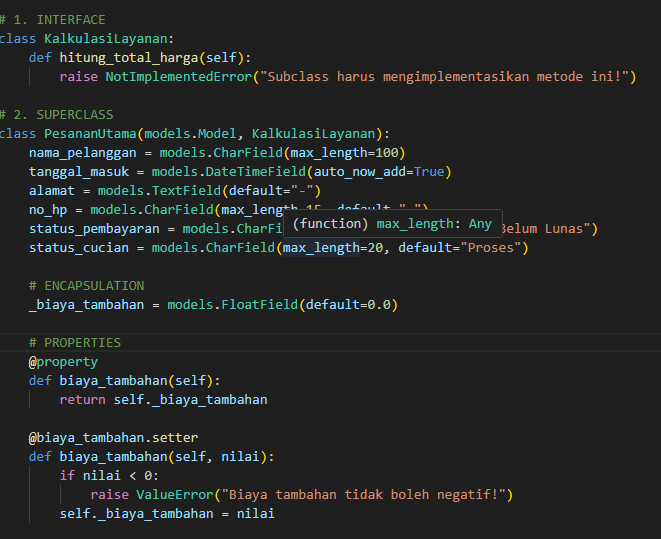 # 1. INTERFACE
class KalkulasiLayanan:
    def hitung_total_harga(self):
        raise NotImplementedError("Subclass harus mengimplementasikan metode ini!")

# 2. SUPERCLASS
class PesananUtama(models.Model, KalkulasiLayanan):
    nama_pelanggan = models.CharField(max_length=100)
    tanggal_masuk = models.DateTimeField(auto_now_add=True)
    alamat = models.TextField(default="-")
    no_hp = models.CharField(max_length=15, default="-")
(function) max_length: Any
    status_pembayaran = models.CharFi Belum Lunas")
    status_cucian = models.CharField(max_length=20, default="Proses")

    # ENCAPSULATION
    _biaya_tambahan = models.FloatField(default=0.0)

    # PROPERTIES
    @property
    def biaya_tambahan(self):
        return self._biaya_tambahan

    @biaya_tambahan.setter
    def biaya_tambahan(self, nilai):
        if nilai < 0:
            raise ValueError("Biaya tambahan tidak boleh negatif!")
        self._biaya_tambahan = nilai